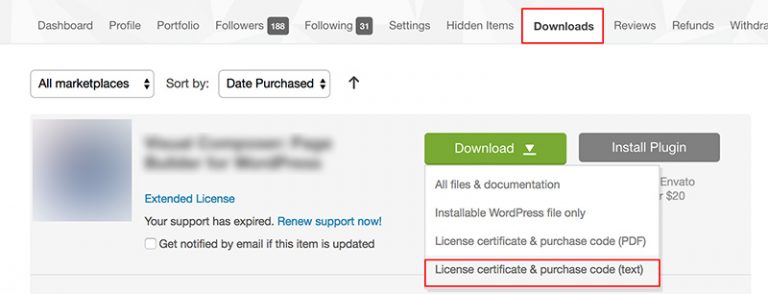 Dashboard Profile Portfolio Followers 188 Following 31 Settings Hidden Items Downloads Reviews Refunds Withdra
All marketplaces Sort by: Date Purchased
Download Install Plugin
Extended License
Your support has expired. Renew support now!
Get notified by email if this item is updated
All files & documentation
Installable WordPress file only
License certificate & purchase code (PDF)
License certificate & purchase code (text)
Envato
r $20